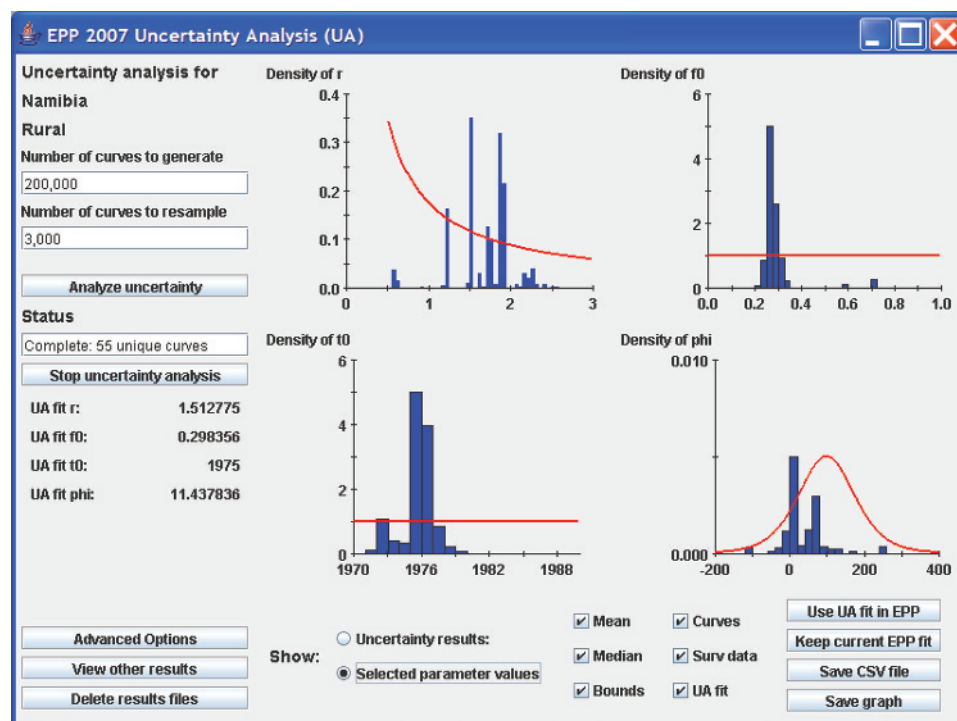 EPP 2007 Uncertainty Analysis (UA)
Uncertainty analysis for
Namibia
Rural
Number of curves to generate
200,000
Number of curves to resample
3,000
Analyze uncertainty
Status
Complete: 55 unique curves
Stop uncertainty analysis
UA fit r: 1.512775
UA fit f0: 0.298356
UA fit t0: 1975
UA fit phi: 11.437836
Advanced Options
View other results
Delete results files
Density of r
0.4
0.3
0.2
0.1
0.0
0 1 2 3
Density of f0
6
4
2
0
0.0 0.2 0.4 0.6 0.8 1.0
Density of t0
6
4
2
0
1970 1976 1982 1988
Density of phi
0.010
0.000
-200 0 200 400
Show:
Uncertainty results:
Selected parameter values
Mean
Median
Bounds
Curves
Surv data
UA fit
Use UA fit in EPP
Keep current EPP fit
Save CSV file
Save graph